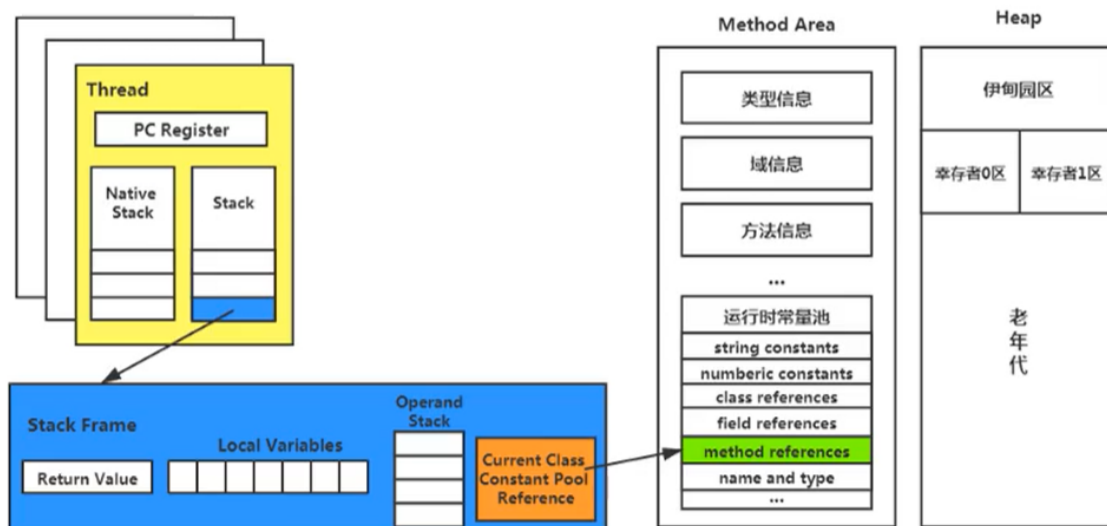 Thread
PC Register
Native
Stack
Stack
Stack Frame
Return Value
Local Variables
Operand
Stack
Current Class
Constant Pool
Reference
Method Area
类型信息
域信息
方法信息
...
运行时常量池
string constants
numberic constants
class references
field references
method references
name and type
...
Heap
伊甸园区
幸存者0区
幸存者1区
老
年
代